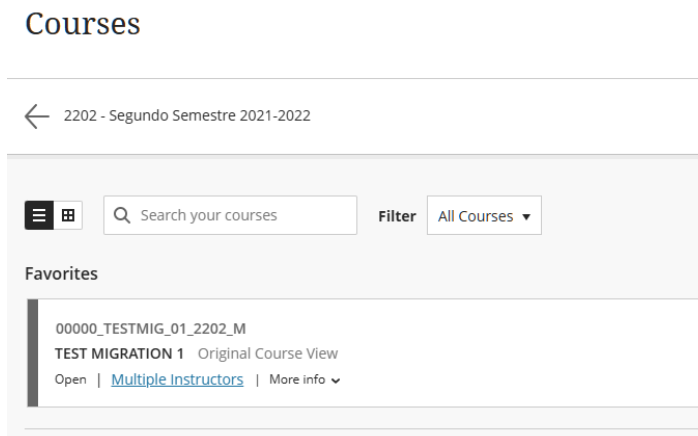 Courses
2202 - Segundo Semestre 2021-2022
Search your courses
Filter All Courses
Favorites
00000_TESTMIG_01_2202_M
TEST MIGRATION 1 Original Course View
Open | Multiple Instructors | More info